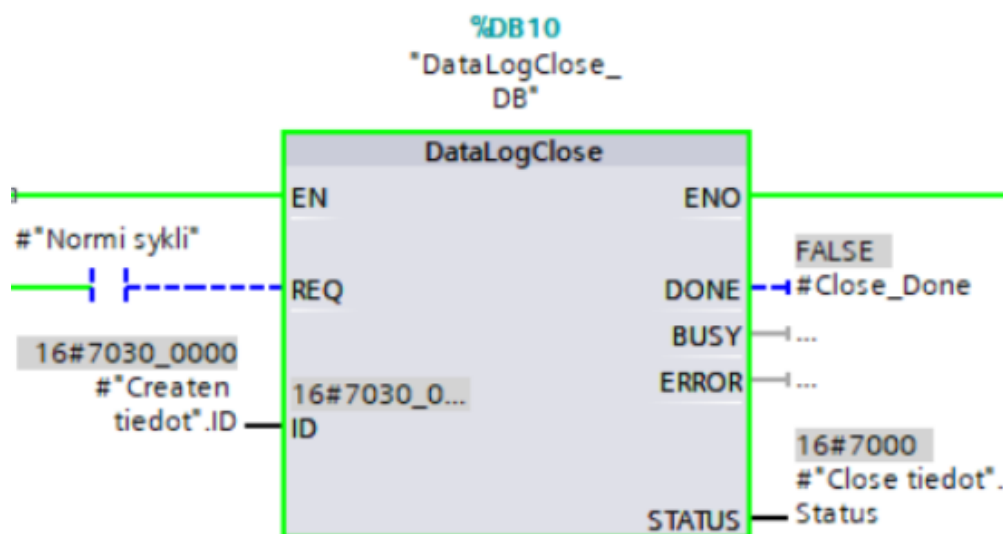 %DB10
"DataLogClose_
DB"
DataLogClose
EN
ENO
#"Normi sykli"
FALSE
REQ
DONE
#Close_Done
BUSY
...
16#7030_0000
ERROR
...
#"Createn
16#7030_0...
tiedot".ID
ID
16#7000
#"Close tiedot".
STATUS
Status